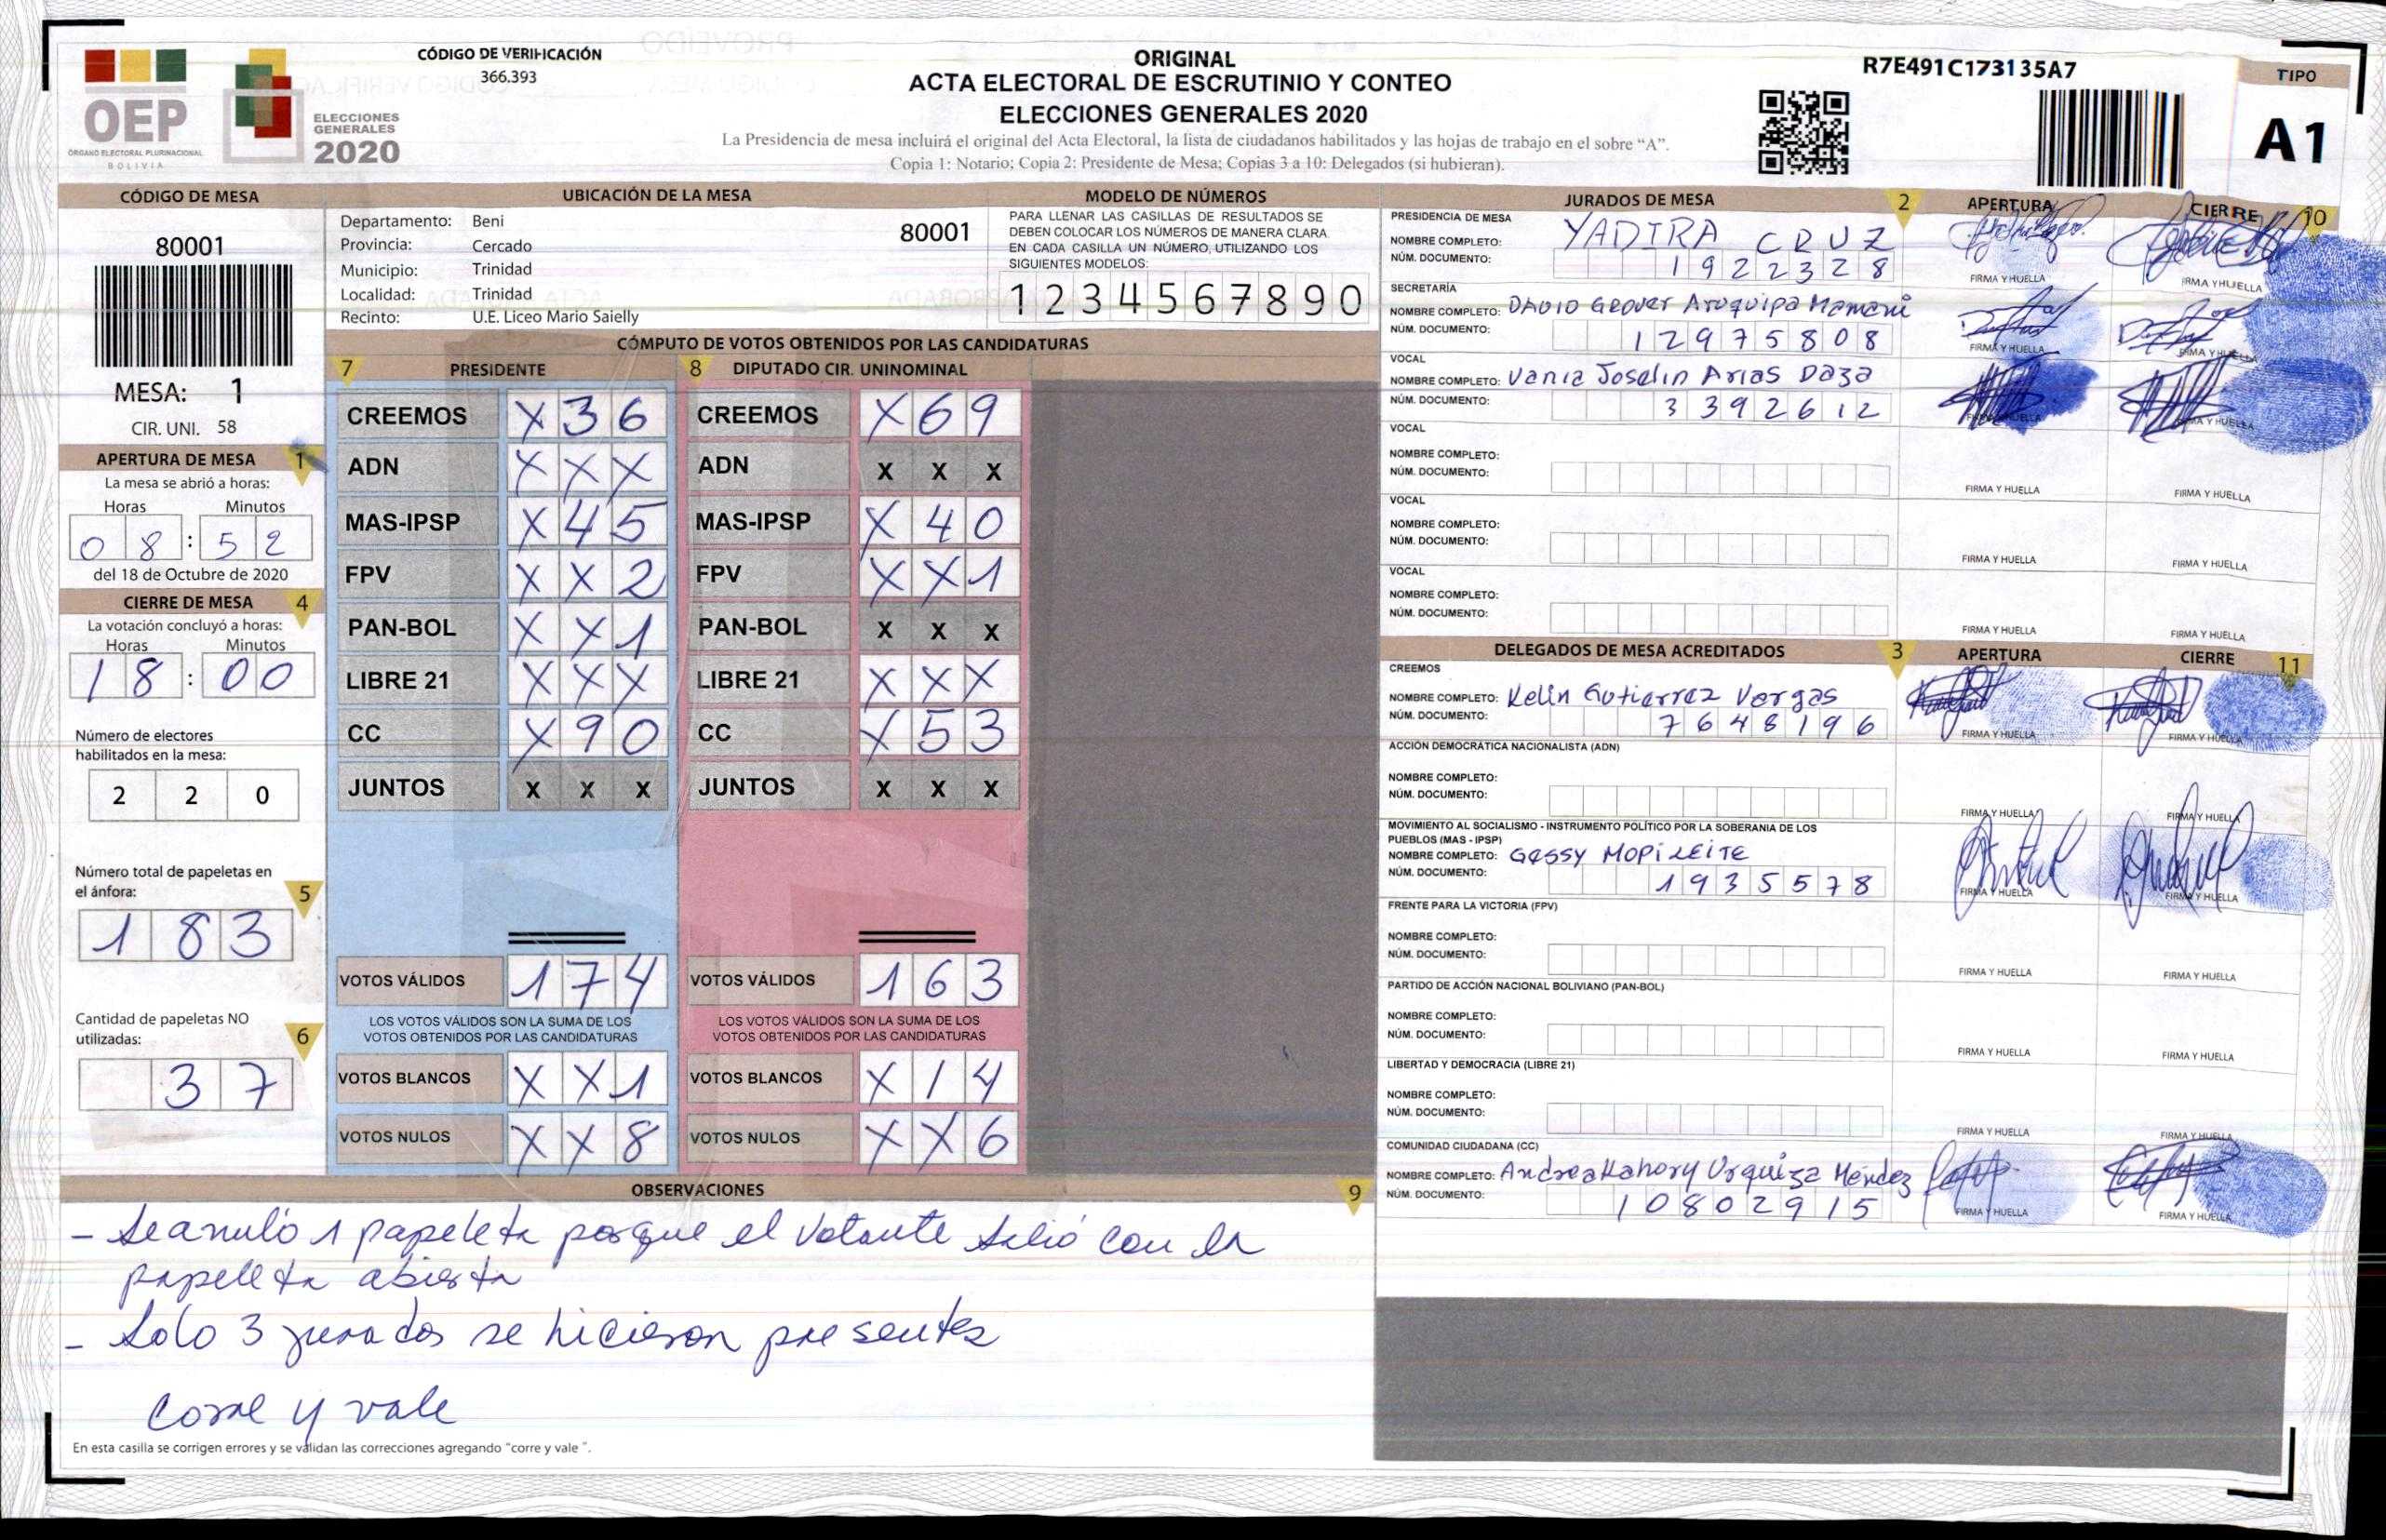 OEP
ÓRGANO ELECTORAL PLURINACIONAL
BOLIVIA
ELECCIONES
GENERALES
2020
CÓDIGO DE VERIFICACIÓN
366.393
ORIGINAL
ACTA ELECTORAL DE ESCRUTINIO Y CONTEO
ELECCIONES GENERALES 2020
La Presidencia de mesa incluirá el original del Acta Electoral, la lista de ciudadanos habilitados y las hojas de trabajo en el sobre “A”.
Copia 1: Notario; Copia 2: Presidente de Mesa; Copias 3 a 10: Delegados (si hubieran).
R7E491C173135A7
TIPO
A1
CÓDIGO DE MESA
80001
MESA: 1
CIR. UNI. 58
APERTURA DE MESA 1
La mesa se abrió a horas:
Horas Minutos
08:52
del 18 de Octubre de 2020
CIERRE DE MESA 4
La votación concluyó a horas:
Horas Minutos
18:00
Número de electores
habilitados en la mesa:
2 2 0
Número total de papeletas en
el ánfora: 5
1 8 3
Cantidad de papeletas NO
utilizadas: 6
3 7
UBICACIÓN DE LA MESA
Departamento: Beni
80001
Provincia: Cercado
Municipio: Trinidad
Localidad: Trinidad
Recinto: U.E. Liceo Mario Saielly
MODELO DE NÚMEROS
PARA LLENAR LAS CASILLAS DE RESULTADOS SE
DEBEN COLOCAR LOS NÚMEROS DE MANERA CLARA
EN CADA CASILLA UN NÚMERO, UTILIZANDO LOS
SIGUIENTES MODELOS:
1 2 3 4 5 6 7 8 9 0
CÓMPUTO DE VOTOS OBTENIDOS POR LAS CANDIDATURAS
7 PRESIDENTE 8 DIPUTADO CIR. UNINOMINAL
CREEMOS X 3 6 CREEMOS X 6 9
ADN X X X ADN X X X
MAS-IPSP X 4 5 MAS-IPSP X 4 0
FPV X X 2 FPV X X 1
PAN-BOL X X 1 PAN-BOL X X X
LIBRE 21 X X X LIBRE 21 X X X
CC X 9 0 CC X 5 3
JUNTOS X X X JUNTOS X X X
VOTOS VÁLIDOS 1 7 4 VOTOS VÁLIDOS 1 6 3
LOS VOTOS VÁLIDOS SON LA SUMA DE LOS LOS VOTOS VÁLIDOS SON LA SUMA DE LOS
VOTOS OBTENIDOS POR LAS CANDIDATURAS VOTOS OBTENIDOS POR LAS CANDIDATURAS
VOTOS BLANCOS X X 1 VOTOS BLANCOS X 1 4
VOTOS NULOS X X 8 VOTOS NULOS X X 6
OBSERVACIONES 9
- Se anuló 1 papeleta porque el votante salió con la
papeleta abierta
- Solo 3 jurados se hicieron presentes
Corre y vale
En esta casilla se corrigen errores y se validan las correcciones agregando “corre y vale ”.
JURADOS DE MESA 2 APERTURA CIERRE 10
PRESIDENCIA DE MESA
NOMBRE COMPLETO: YADIRA CRUZ
NÚM. DOCUMENTO: 1922328
FIRMA Y HUELLA FIRMA Y HUELLA
SECRETARÍA
NOMBRE COMPLETO: DAVID GROVER Aruquipa Mamani
NÚM. DOCUMENTO: 12975808
FIRMA Y HUELLA FIRMA Y HUELLA
VOCAL
NOMBRE COMPLETO: Vania Joselin Arias Daza
NÚM. DOCUMENTO: 3392612
FIRMA Y HUELLA FIRMA Y HUELLA
VOCAL
NOMBRE COMPLETO:
NÚM. DOCUMENTO:
FIRMA Y HUELLA FIRMA Y HUELLA
VOCAL
NOMBRE COMPLETO:
NÚM. DOCUMENTO:
FIRMA Y HUELLA FIRMA Y HUELLA
VOCAL
NOMBRE COMPLETO:
NÚM. DOCUMENTO:
FIRMA Y HUELLA FIRMA Y HUELLA
DELEGADOS DE MESA ACREDITADOS 3 APERTURA CIERRE 11
CREEMOS
NOMBRE COMPLETO: Kelin Gutierrez Vargas
NÚM. DOCUMENTO: 7648196
FIRMA Y HUELLA FIRMA Y HUELLA
ACCIÓN DEMOCRÁTICA NACIONALISTA (ADN)
NOMBRE COMPLETO:
NÚM. DOCUMENTO:
FIRMA Y HUELLA FIRMA Y HUELLA
MOVIMIENTO AL SOCIALISMO - INSTRUMENTO POLÍTICO POR LA SOBERANIA DE LOS
PUEBLOS (MAS - IPSP)
NOMBRE COMPLETO: GESSY MOPI LEITE
NÚM. DOCUMENTO: 1935578
FIRMA Y HUELLA FIRMA Y HUELLA
FRENTE PARA LA VICTORIA (FPV)
NOMBRE COMPLETO:
NÚM. DOCUMENTO:
FIRMA Y HUELLA FIRMA Y HUELLA
PARTIDO DE ACCIÓN NACIONAL BOLIVIANO (PAN-BOL)
NOMBRE COMPLETO:
NÚM. DOCUMENTO:
FIRMA Y HUELLA FIRMA Y HUELLA
LIBERTAD Y DEMOCRACIA (LIBRE 21)
NOMBRE COMPLETO:
NÚM. DOCUMENTO:
FIRMA Y HUELLA FIRMA Y HUELLA
COMUNIDAD CIUDADANA (CC)
NOMBRE COMPLETO: Andrea Kahory Urquiza Méndez
NÚM. DOCUMENTO: 10802915
FIRMA Y HUELLA FIRMA Y HUELLA